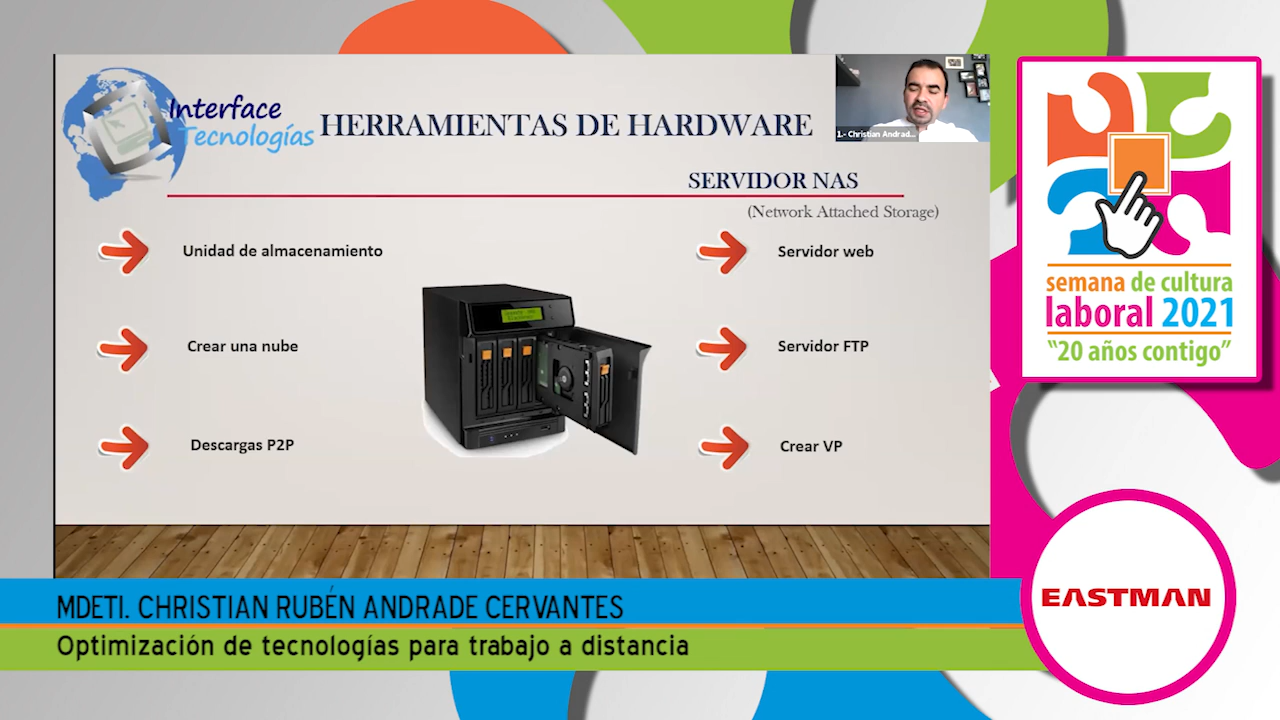 Interface
Tecnologías
HERRAMIENTAS DE HARDWARE
1.- Christian Andrad...
SERVIDOR NAS
(Network Attached Storage)
Unidad de almacenamiento
Servidor web
Crear una nube
Servidor FTP
Descargas P2P
Crear VP
semana de cultura
laboral 2021
"20 años contigo"
EASTMAN
MDETI. CHRISTIAN RUBÉN ANDRADE CERVANTES
Optimización de tecnologías para trabajo a distancia